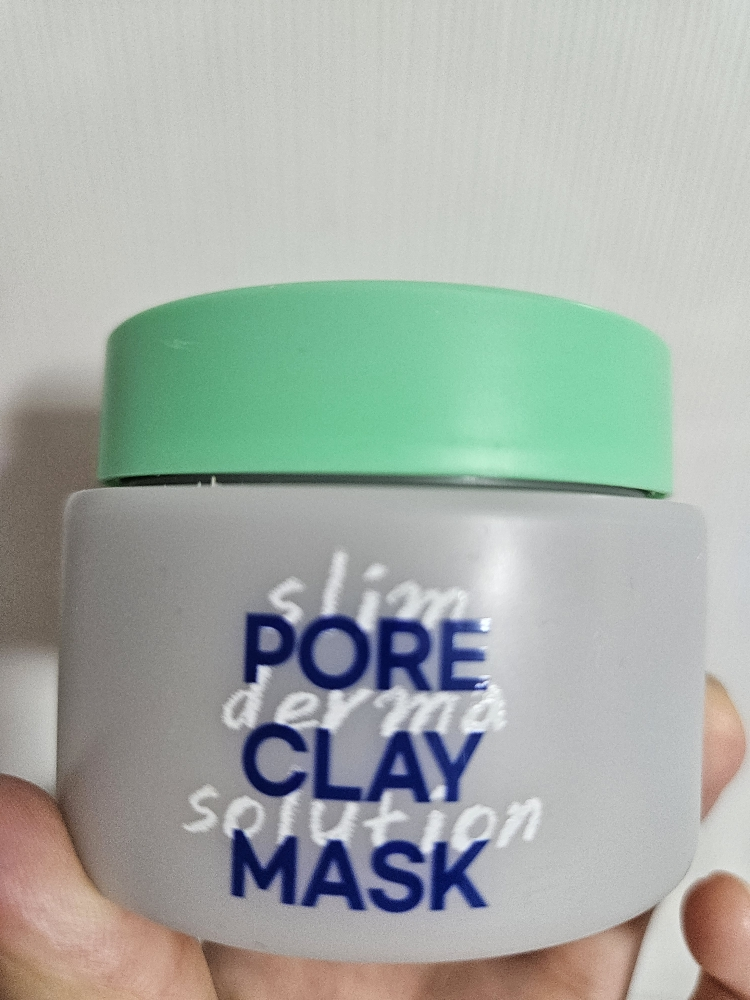 slim
PORE
derma
CLAY
solution
MASK